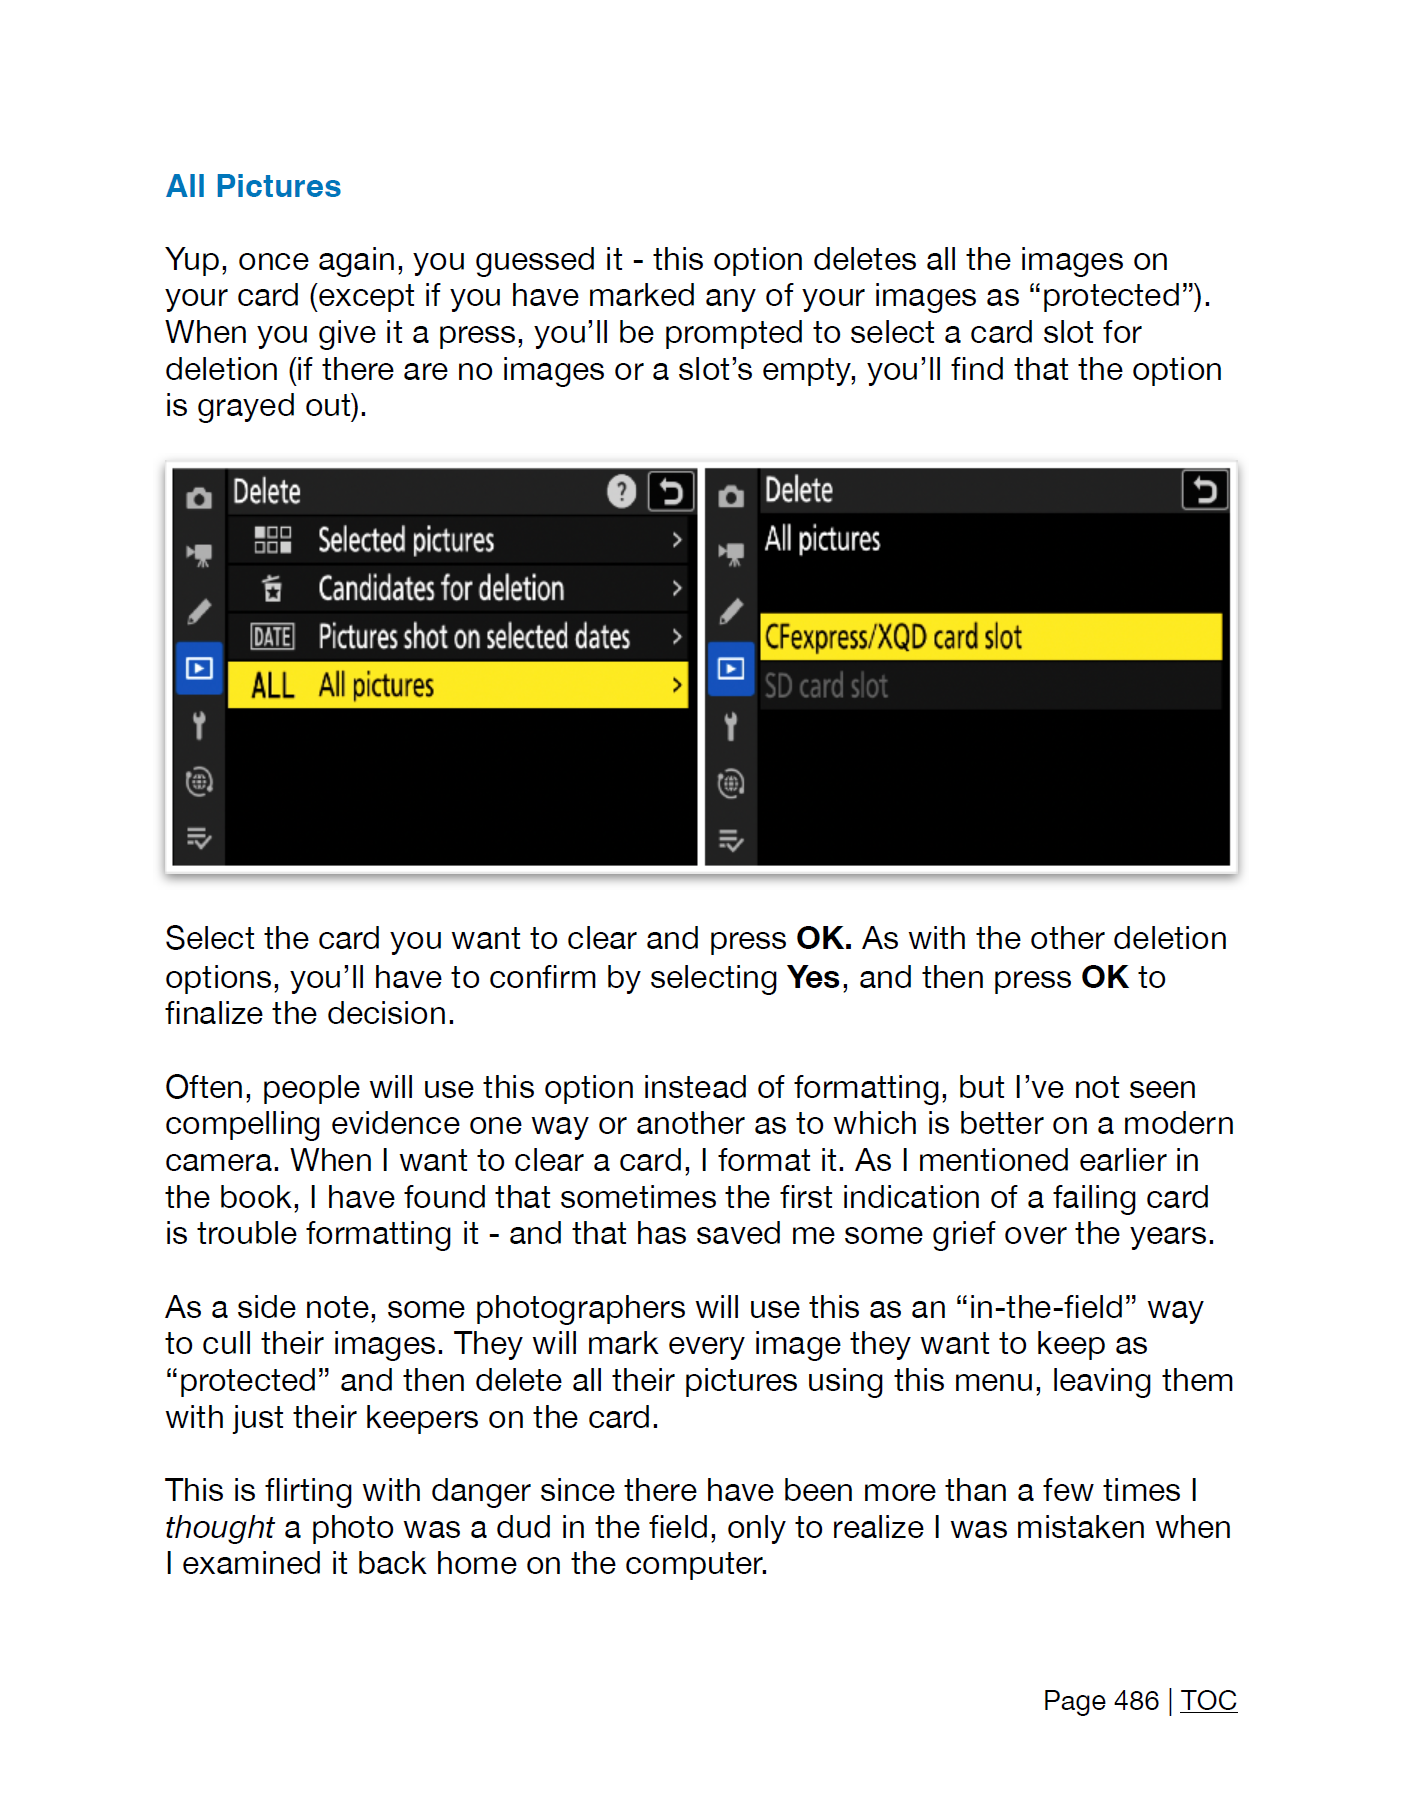 All Pictures
Yup, once again, you guessed it - this option deletes all the images on
your card (except if you have marked any of your images as “protected”).
When you give it a press, you’ll be prompted to select a card slot for
deletion (if there are no images or a slot’s empty, you’ll find that the option
is grayed out).
Delete ?
Selected pictures >
Candidates for deletion >
DATE Pictures shot on selected dates >
ALL All pictures >
Delete
All pictures
CFexpress/XQD card slot
SD card slot
Select the card you want to clear and press OK. As with the other deletion
options, you’ll have to confirm by selecting Yes, and then press OK to
finalize the decision.
Often, people will use this option instead of formatting, but I’ve not seen
compelling evidence one way or another as to which is better on a modern
camera. When I want to clear a card, I format it. As I mentioned earlier in
the book, I have found that sometimes the first indication of a failing card
is trouble formatting it - and that has saved me some grief over the years.
As a side note, some photographers will use this as an “in-the-field” way
to cull their images. They will mark every image they want to keep as
“protected” and then delete all their pictures using this menu, leaving them
with just their keepers on the card.
This is flirting with danger since there have been more than a few times I
thought a photo was a dud in the field, only to realize I was mistaken when
I examined it back home on the computer.
Page 486 | TOC